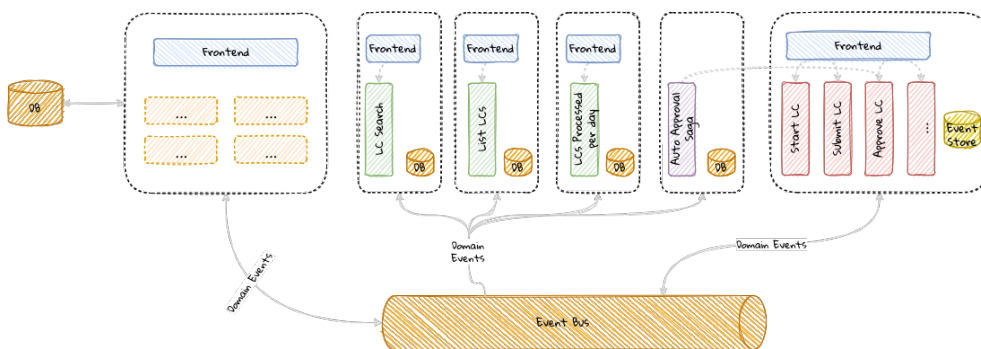 DB
Frontend
...
...
...
...
Frontend
LC Search
DB
Frontend
List LCs
DB
Frontend
LCs Processed
per day
DB
Auto Approval
Saga
DB
Frontend
Start LC
Submit LC
Approve LC
...
Event
Store
Domain Events
Domain
Events
Domain Events
Event Bus